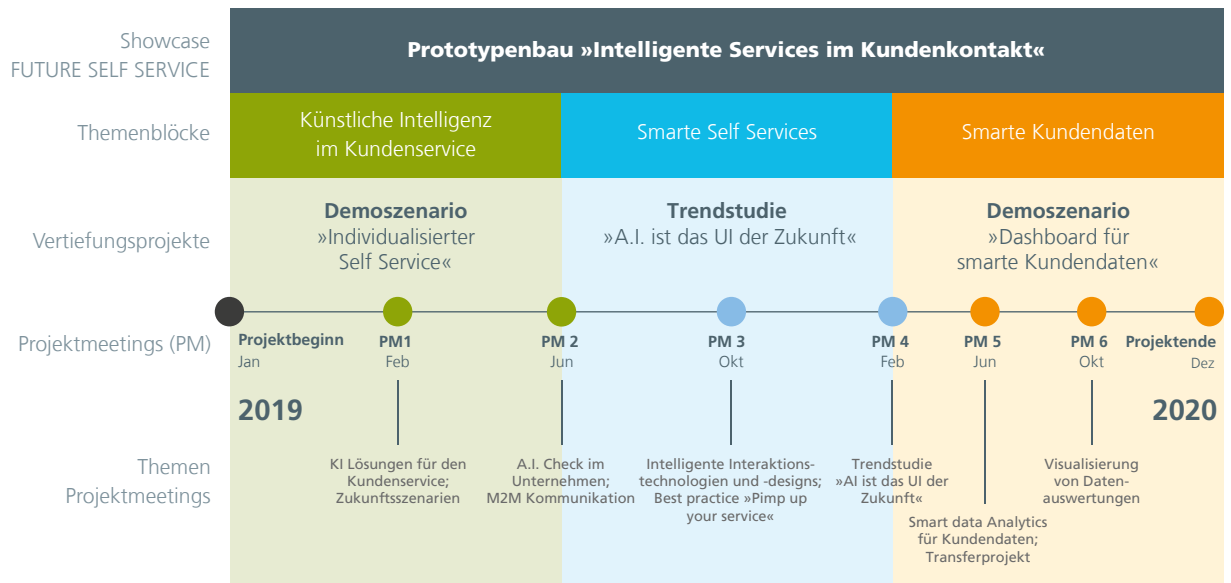 Showcase
FUTURE SELF SERVICE
Prototypenbau »Intelligente Services im Kundenkontakt«
Themenblöcke
Künstliche Intelligenz
im Kundenservice
Smarte Self Services
Smarte Kundendaten
Vertiefungsprojekte
Demoszenario
»Individualisierter
Self Service«
Trendstudie
»A.I. ist das UI der Zukunft«
Demoszenario
»Dashboard für
smarte Kundendaten«
Projektmeetings (PM)
Projektbeginn
Jan
PM1
Feb
PM 2
Jun
PM 3
Okt
PM 4
Feb
PM 5
Jun
PM 6
Okt
Projektende
Dez
2019
2020
Themen
Projektmeetings
KI Lösungen für den
Kundenservice;
Zukunftsszenarien
A.I. Check im
Unternehmen;
M2M Kommunikation
Intelligente Interaktions-
technologien und -designs;
Best practice »Pimp up
your service«
Trendstudie
»AI ist das UI der
Zukunft«
Smart data Analytics
für Kundendaten;
Transferprojekt
Visualisierung
von Daten-
auswertungen